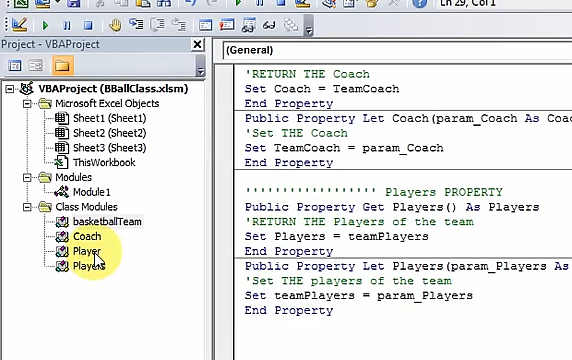 Ln 29, Col 1
Project - VBAProject
VBAProject (BBallClass.xlsm)
Microsoft Excel Objects
Sheet1 (Sheet1)
Sheet2 (Sheet2)
Sheet3 (Sheet3)
ThisWorkbook
Modules
Module1
Class Modules
basketballTeam
Coach
Player
Players
(General)
'RETURN THE Coach
Set Coach = TeamCoach
End Property
Public Property Let Coach(param_Coach As Coac
'Set THE Coach
Set TeamCoach = param_Coach
End Property
'''''''''''''''''' Players PROPERTY
Public Property Get Players() As Players
'RETURN THE Players of the team
Set Players = teamPlayers
End Property
Public Property Let Players(param_Players As
'Set THE players of the team
Set teamPlayers = param_Players
End Property